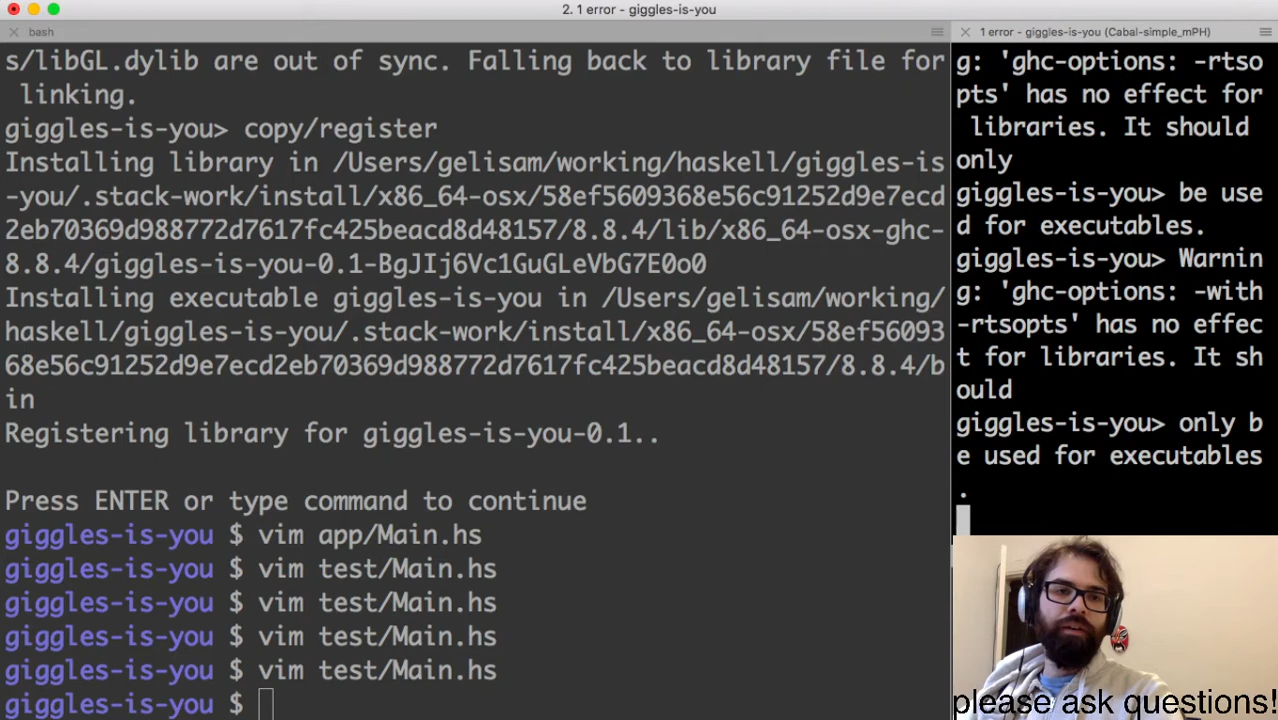 2. 1 error - giggles-is-you
bash
s/libGL.dylib are out of sync. Falling back to library file for
linking.
giggles-is-you> copy/register
Installing library in /Users/gelisam/working/haskell/giggles-is
-you/.stack-work/install/x86_64-osx/58ef5609368e56c91252d9e7ecd
2eb70369d988772d7617fc425beacd8d48157/8.8.4/lib/x86_64-osx-ghc-
8.8.4/giggles-is-you-0.1-BgJIj6Vc1GuGLeVbG7E0o0
Installing executable giggles-is-you in /Users/gelisam/working/
haskell/giggles-is-you/.stack-work/install/x86_64-osx/58ef56093
68e56c91252d9e7ecd2eb70369d988772d7617fc425beacd8d48157/8.8.4/b
in
Registering library for giggles-is-you-0.1..
Press ENTER or type command to continue
giggles-is-you $ vim app/Main.hs
giggles-is-you $ vim test/Main.hs
giggles-is-you $ vim test/Main.hs
giggles-is-you $ vim test/Main.hs
giggles-is-you $ vim test/Main.hs
giggles-is-you $
1 error - giggles-is-you (Cabal-simple_mPH)
g: 'ghc-options: -rtso
pts' has no effect for
libraries. It should
only
giggles-is-you> be use
d for executables.
giggles-is-you> Warnin
g: 'ghc-options: -with
-rtsopts' has no effec
t for libraries. It sh
ould
giggles-is-you> only b
e used for executables
.
please ask questions!